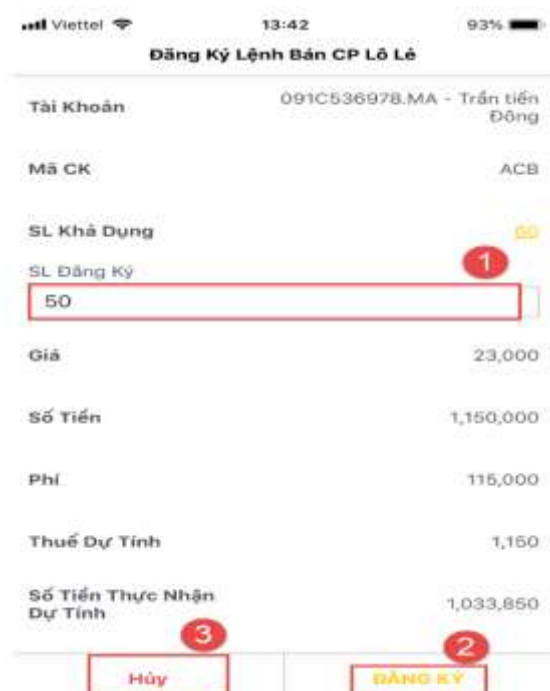 Viettel 13:42 93%
Đăng Ký Lệnh Bán CP Lô Lẻ
Tài Khoản 091C536978.MA - Trần tiến
Đông
Mã CK ACB
SL Khả Dụng
1
SL Đăng Ký
50
Giá 23,000
Số Tiền 1,150,000
Phí 115,000
Thuế Dự Tính 1,150
Số Tiền Thực Nhận
Dự Tính 1,033,850
3 2
Hủy ĐĂNG KÝ